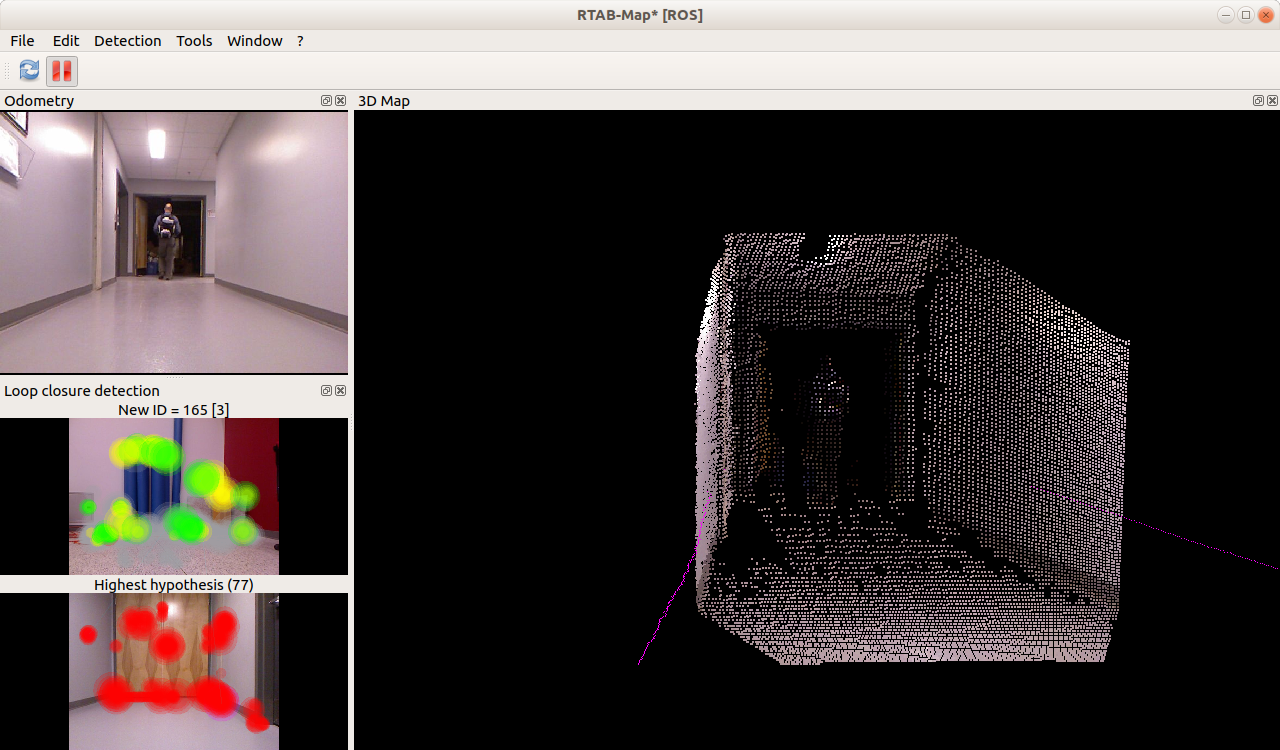 RTAB-Map* [ROS]
File Edit Detection Tools Window ?
Odometry
3D Map
Loop closure detection
New ID = 165 [3]
Highest hypothesis (77)